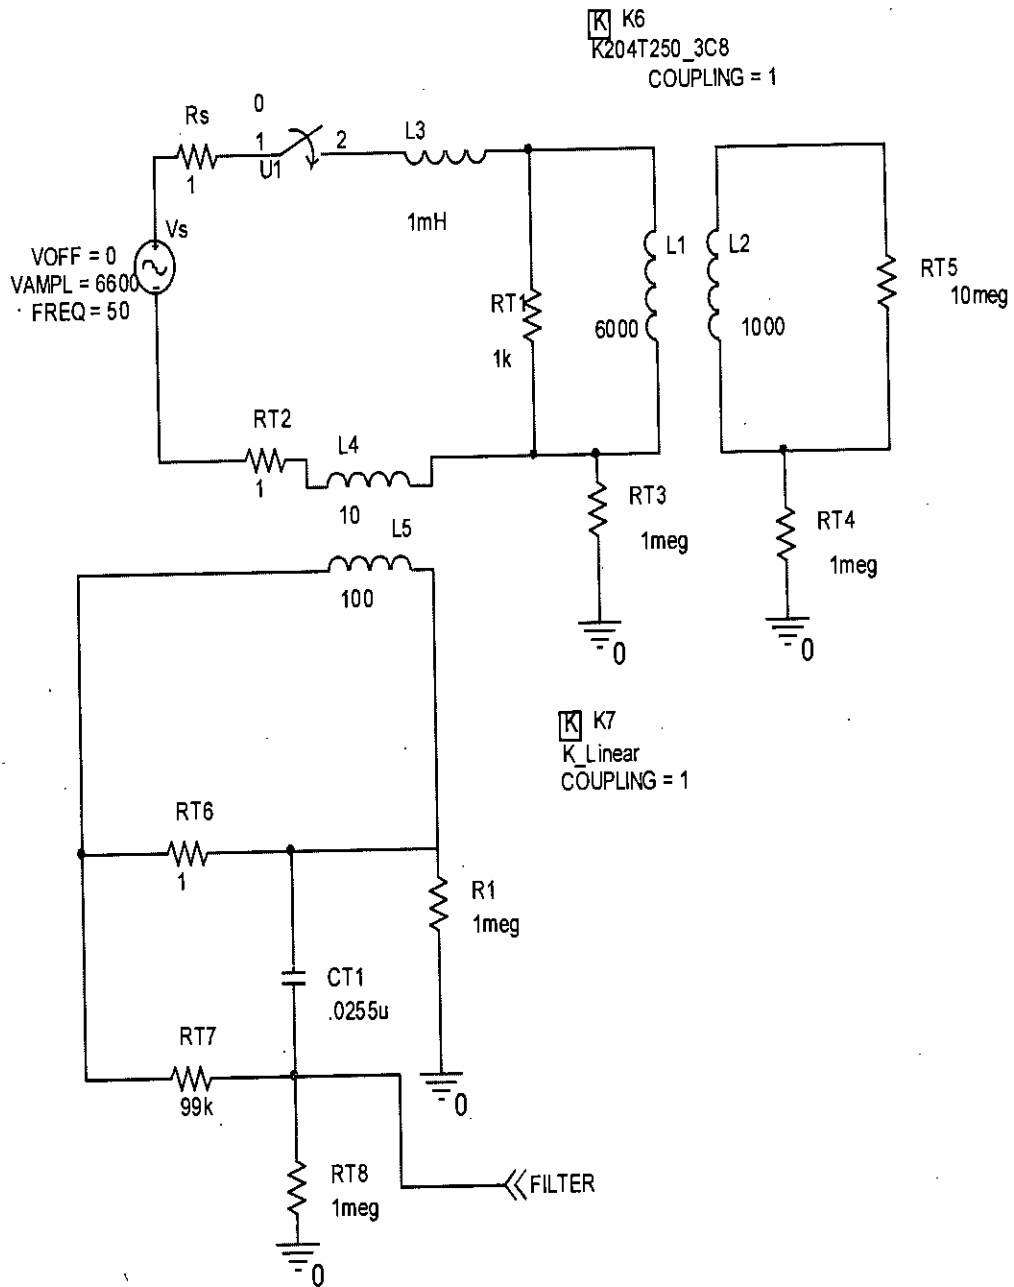 K K6
K204T250_3C8
COUPLING = 1
Rs
0
1
2
U1
1
L3
1mH
Vs
VOFF = 0
VAMPL = 6600
FREQ = 50
-
RT1
1k
L1
6000
L2
1000
RT5
10meg
RT2
1
L4
10
RT3
1meg
RT4
1meg
0
0
L5
100
K K7
K_Linear
COUPLING = 1
RT6
1
R1
1meg
CT1
.0255u
RT7
99k
0
RT8
1meg
FILTER
0